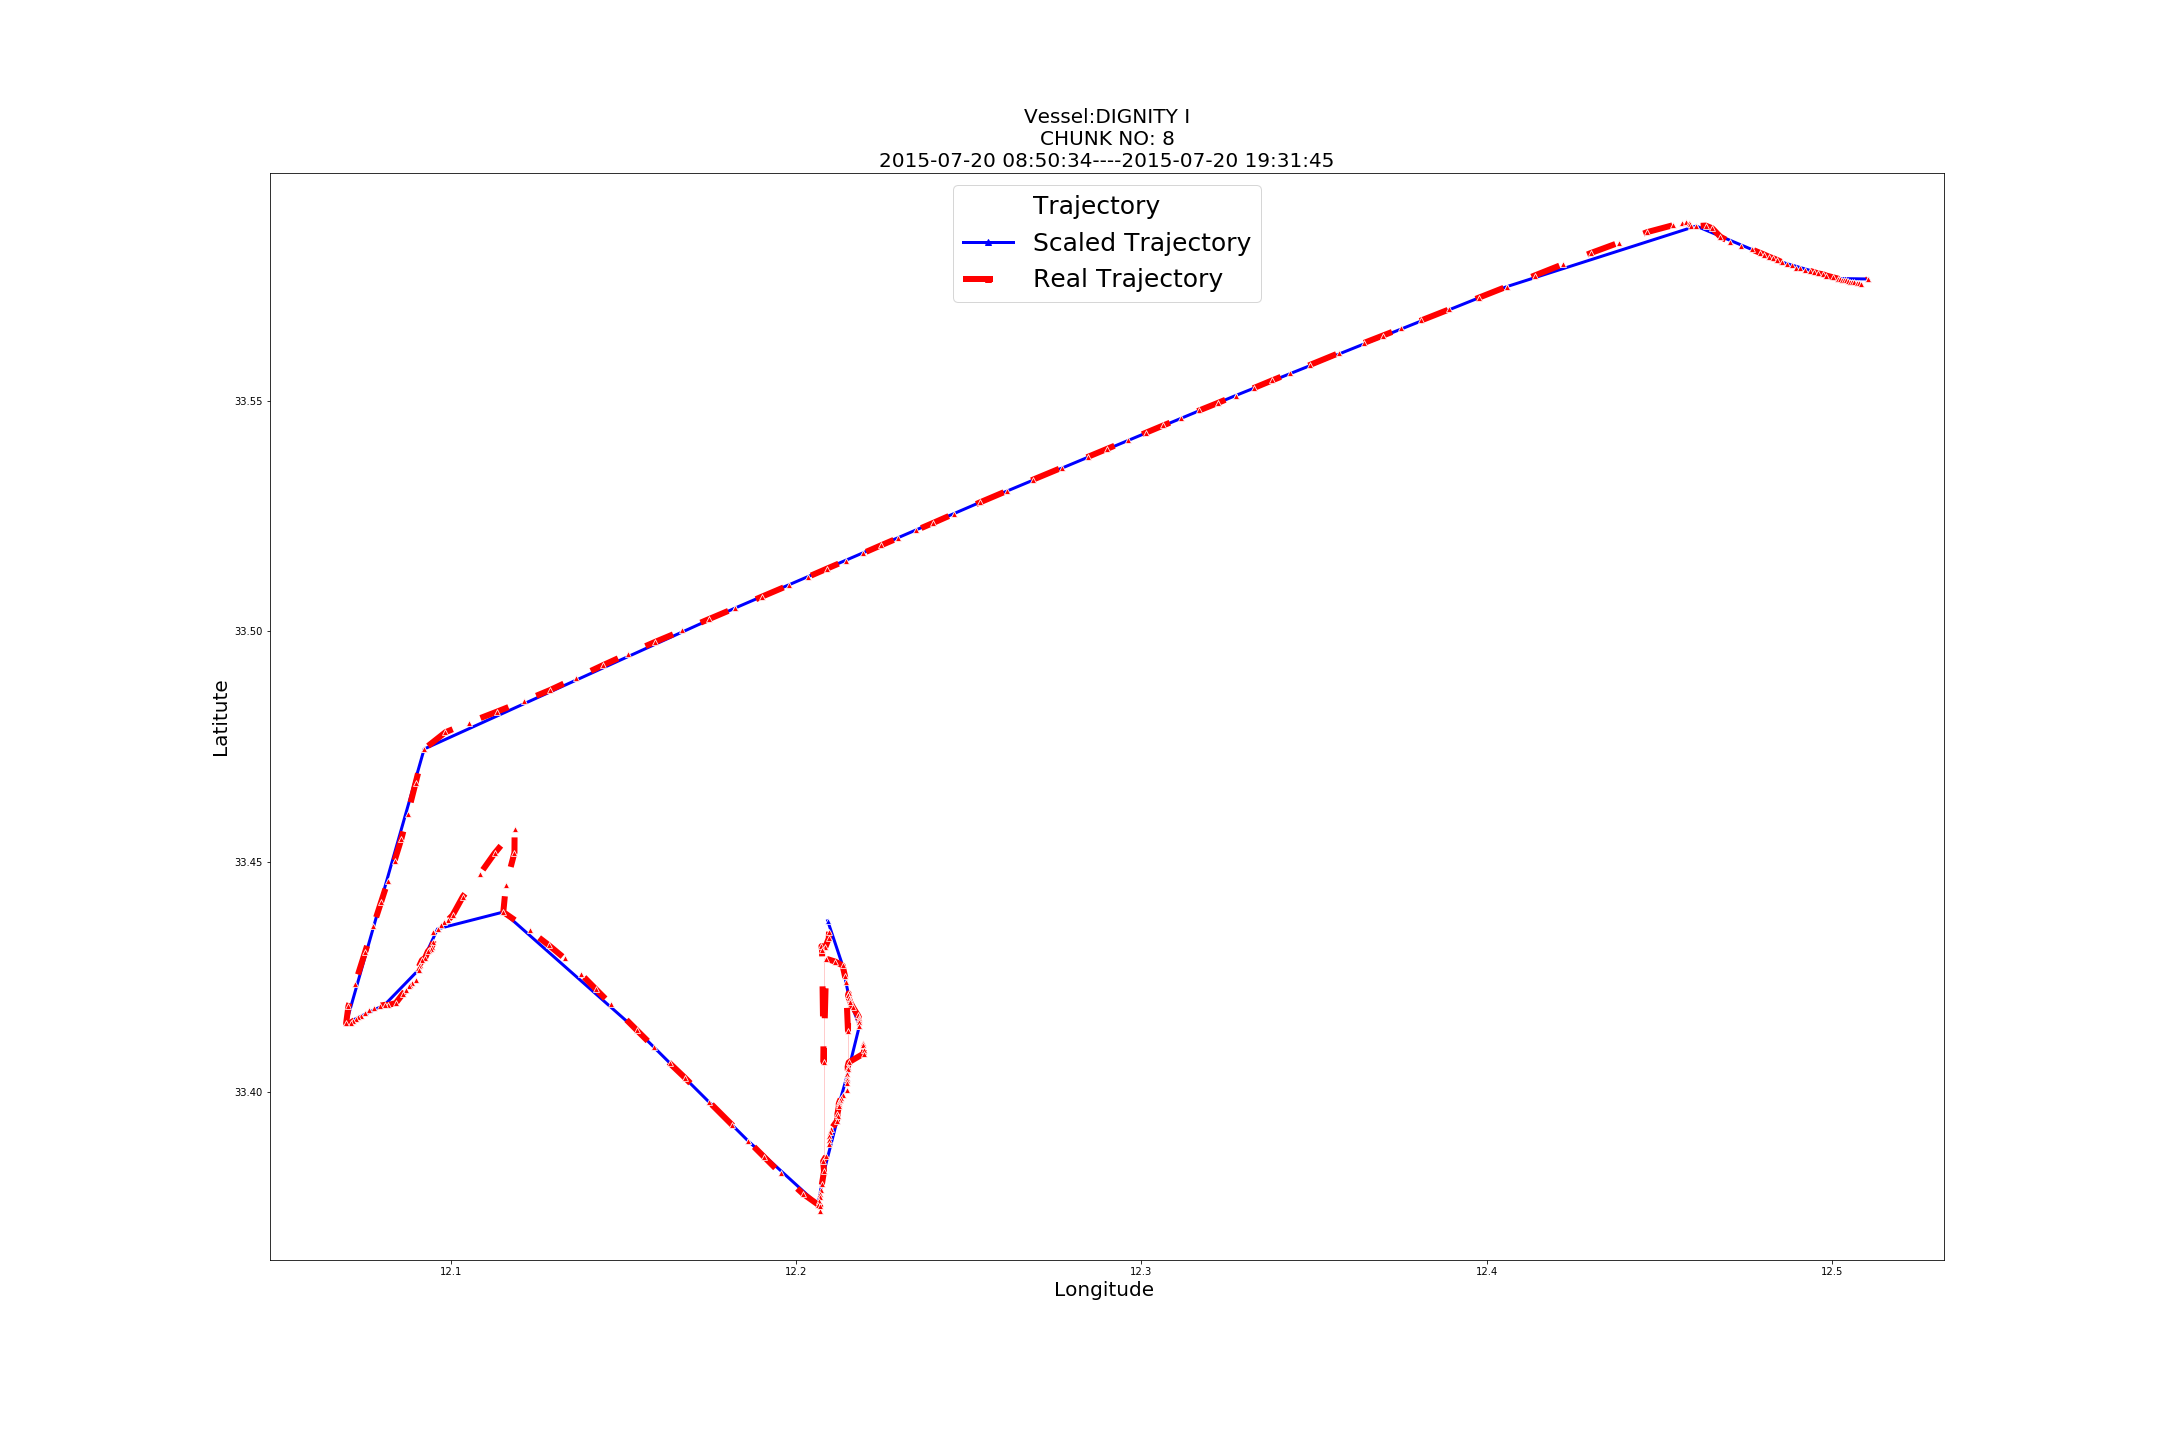 Vessel:DIGNITY I
CHUNK NO: 8
2015-07-20 08:50:34----2015-07-20 19:31:45
Trajectory
Scaled Trajectory
Real Trajectory
33.55
33.50
33.45
33.40
Latitute
12.1
12.2
12.3
12.4
12.5
Longitude